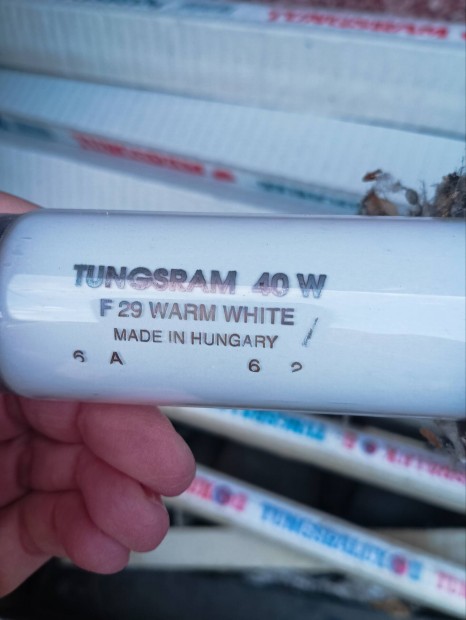 TUNGSRAM 40 W
F 29 WARM WHITE
MADE IN HUNGARY
6 A 6 2